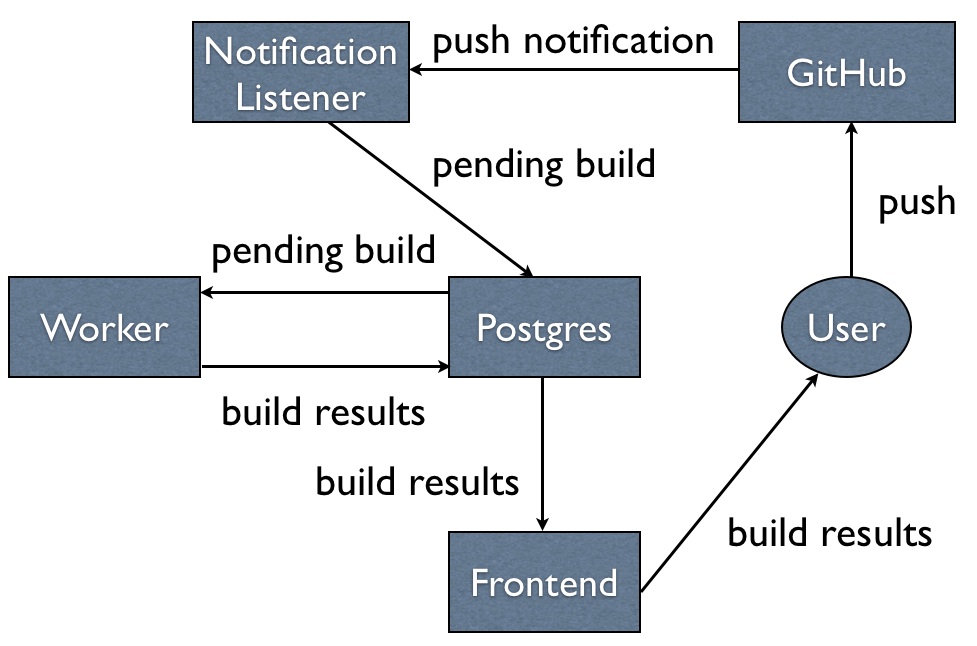 Notification
Listener
push notification
GitHub
pending build
push
pending build
Worker
Postgres
User
build results
build results
build results
Frontend